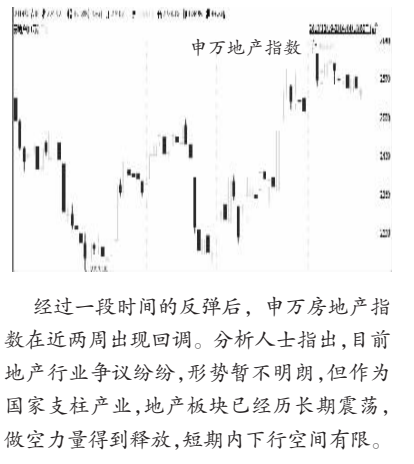 申万地产指数
经过一段时间的反弹后，申万房地产指
数在近两周出现回调。分析人士指出，目前
地产行业争议纷纷，形势暂不明朗，但作为
国家支柱产业，地产板块已经历长期震荡，
做空力量得到释放，短期内下行空间有限。